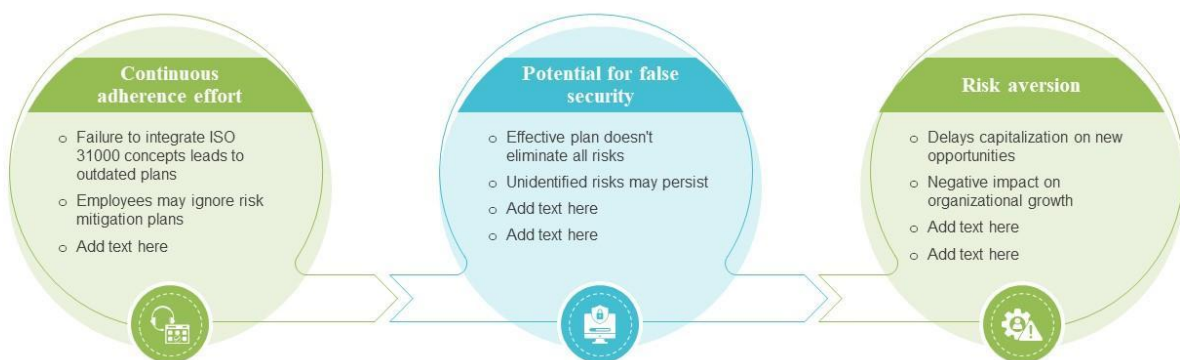 Continuous
adherence effort
o Failure to integrate ISO
31000 concepts leads to
outdated plans
o Employees may ignore risk
mitigation plans
o Add text here
Potential for false
security
o Effective plan doesn't
eliminate all risks
o Unidentified risks may persist
o Add text here
o Add text here
Risk aversion
o Delays capitalization on new
opportunities
o Negative impact on
organizational growth
o Add text here
o Add text here